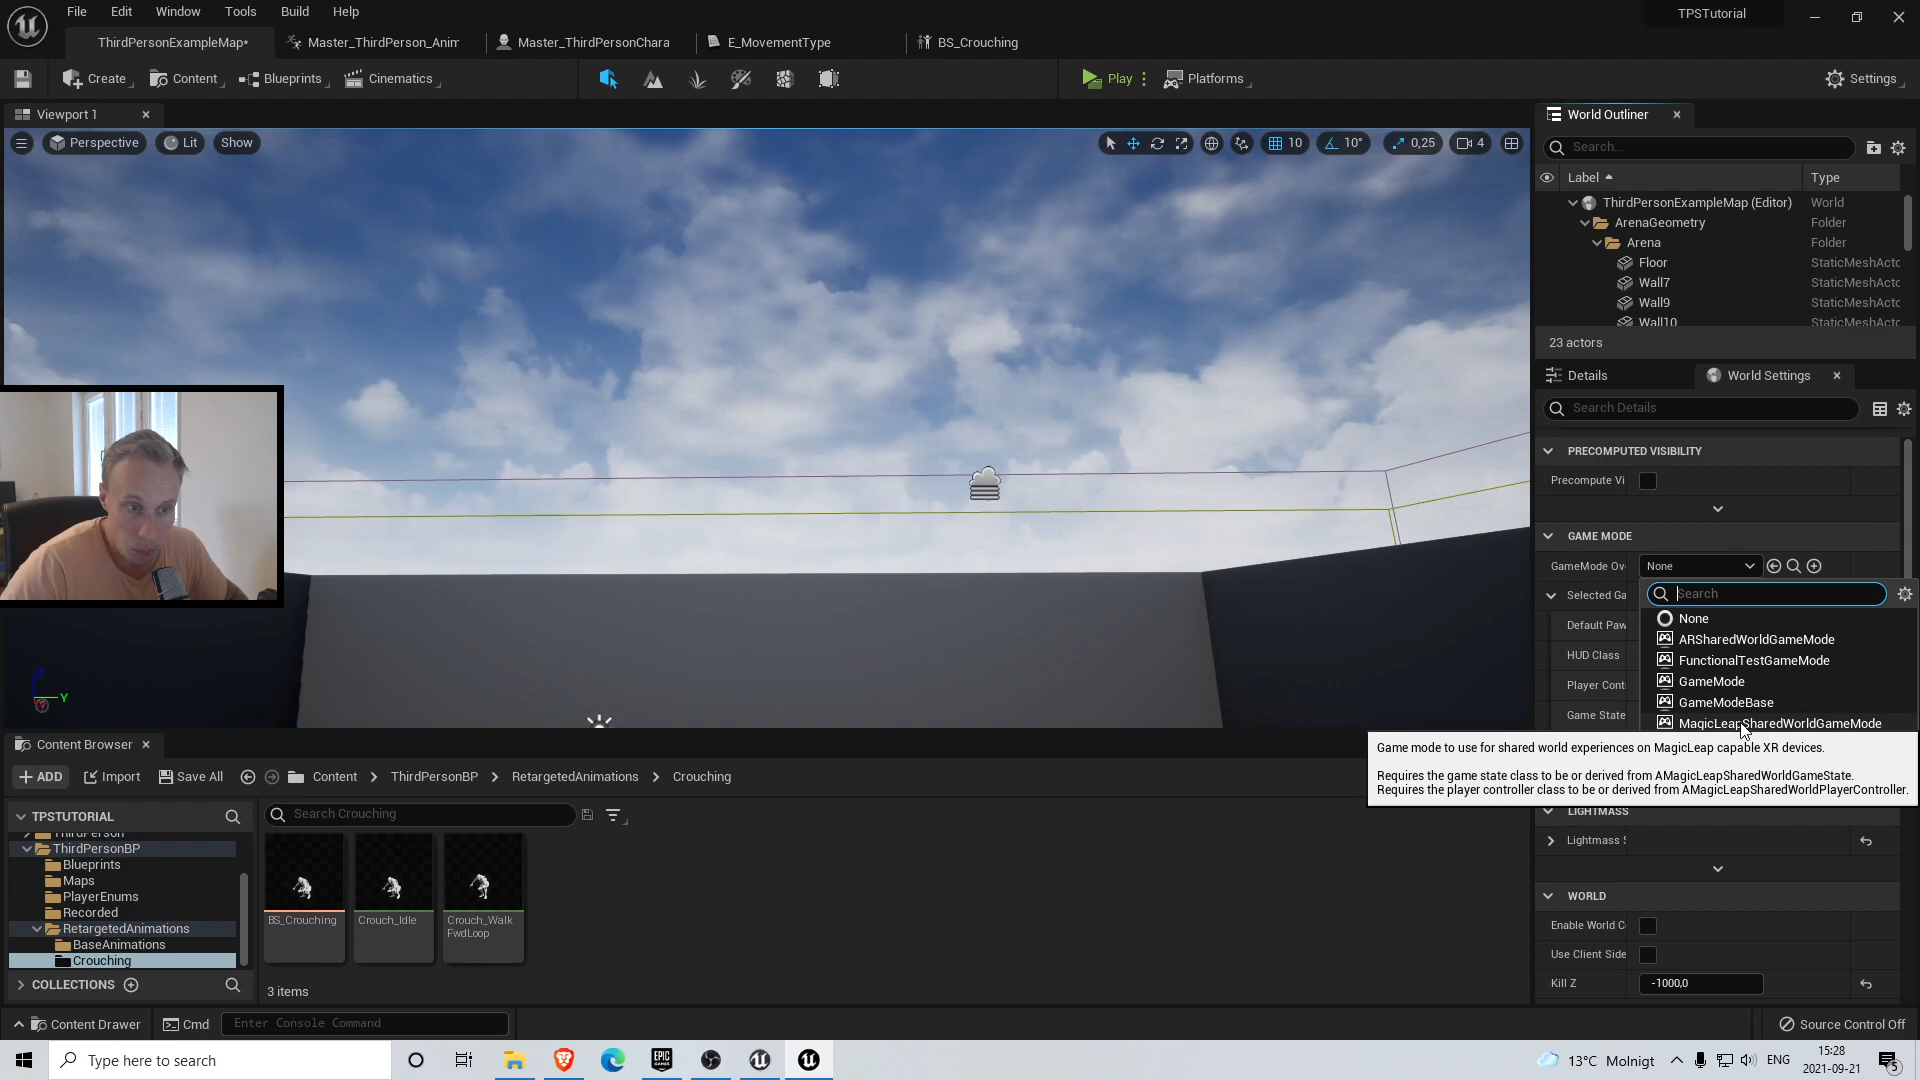 File Edit Window Tools Build Help
TPSTutorial
ThirdPersonExampleMap* Master_ThirdPerson_Anim Master_ThirdPersonChara E_MovementType BS_Crouching
Create Content Blueprints Cinematics Play Platforms Settings
Viewport 1
Perspective Lit Show
10 10° 0,25 4
World Outliner
Search...
Label Type
ThirdPersonExampleMap (Editor) World
ArenaGeometry Folder
Arena Folder
Floor StaticMeshActo
Wall7 StaticMeshActo
Wall9 StaticMeshActo
Wall10 StaticMeshActo
23 actors
Details World Settings
Search Details
PRECOMPUTED VISIBILITY
Precompute Vi
GAME MODE
GameMode Ov None
Search
Selected Ga
None
Default Paw
ARSharedWorldGameMode
HUD Class
FunctionalTestGameMode
Player Cont
GameMode
GameModeBase
Game State
MagicLeapSharedWorldGameMode
Game mode to use for shared world experiences on MagicLeap capable XR devices.
Requires the game state class to be or derived from AMagicLeapSharedWorldGameState.
Requires the player controller class to be or derived from AMagicLeapSharedWorldPlayerController.
LIGHTMASS
Lightmass S
WORLD
Enable World C
Use Client Side
Kill Z -1000,0
Y
Content Browser
ADD Import Save All Content ThirdPersonBP RetargetedAnimations Crouching
TPSTUTORIAL
Search Crouching
ThirdPerson
ThirdPersonBP
Blueprints
Maps
PlayerEnums
Recorded
RetargetedAnimations
BaseAnimations
Crouching
COLLECTIONS
BS_Crouching
Crouch_Idle
Crouch_Walk
FwdLoop
3 items
Content Drawer Cmd Enter Console Command Source Control Off
Type here to search
EPIC
GAMES
13°C Molnigt ENG
15:28
2021-09-21
5